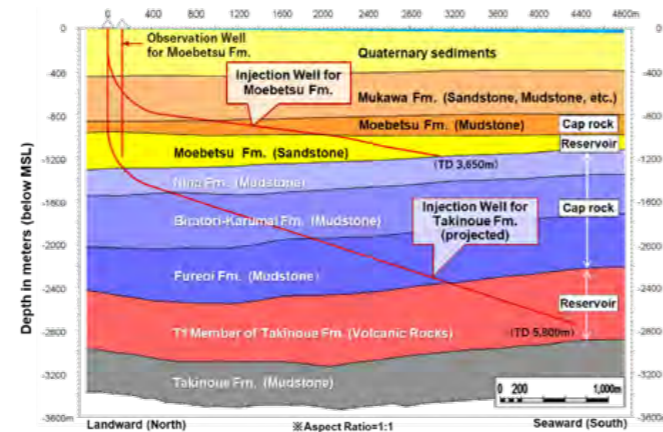 0 400 800 1200 1600 2000 2400 2800 3200 3600 4000 4400 4800m
Observation Well
for Moebetsu Fm.
Quaternary sediments
Injection Well for
Moebetsu Fm.
Mukawa Fm. (Sandstone, Mudstone, etc.)
Moebetsu Fm. (Mudstone)
Cap rock
Moebetsu Fm. (Sandstone)
Reservoir
(TD 3,650m)
Nina Fm. (Mudstone)
Injection Well for
Takinoue Fm.
(projected)
Cap rock
Biratori-Karumai Fm. (Mudstone)
Fureoi Fm. (Mudstone)
Reservoir
T1 Member of Takinoue Fm. (Volcanic Rocks)
(TD 5,800m)
Takinoue Fm. (Mudstone)
0 200 1,000m
Depth in meters (below MSL)
0
-400
-800
-1200
-1600
-2000
-2400
-2800
-3200
-3600m
0
-400
-800
-1200
-1600
-2000
-2400
-2800
-3200
-3600m
Landward (North) ※Aspect Ratio=1:1 Seaward (South)